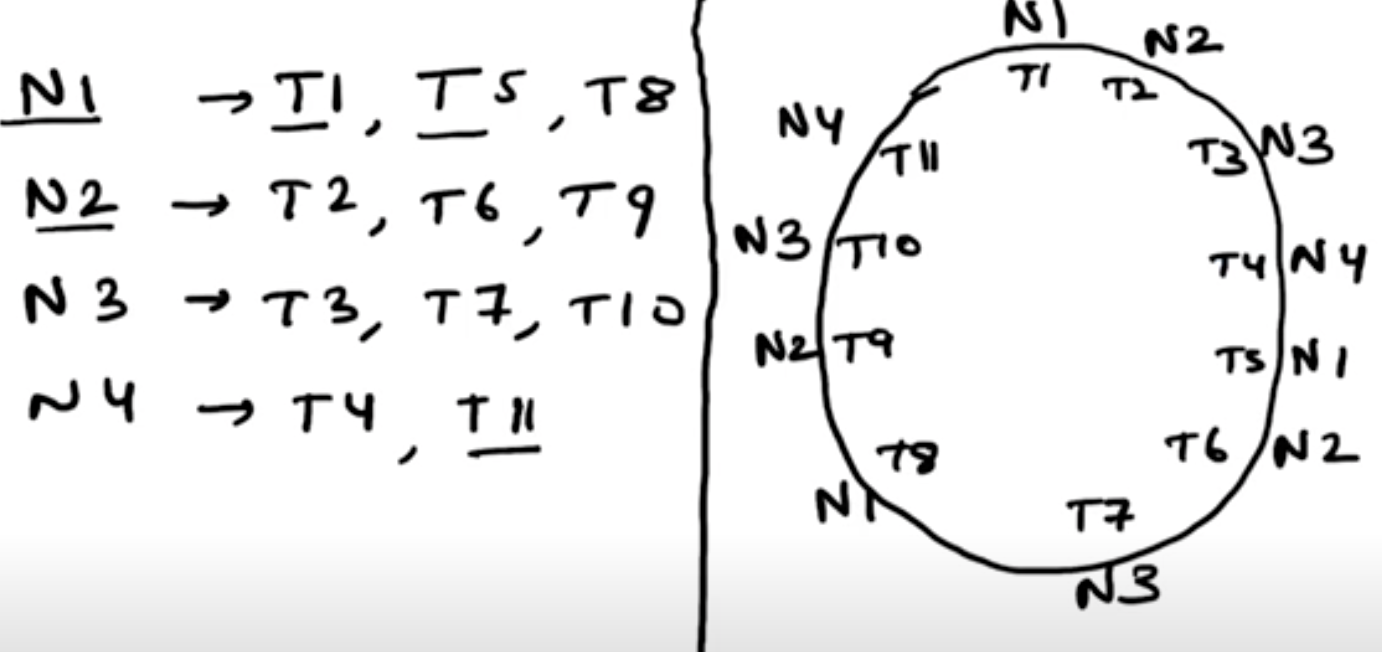 N1 → T1, T5, T8
N2 → T2, T6, T9
N3 → T3, T7, T10
N4 → T4, T11
N1
T1
N2
T2
N3
T3
N4
T4
N1
T5
N2
T6
N3
T7
N1
T8
N2
T9
N3
T10
N4
T11